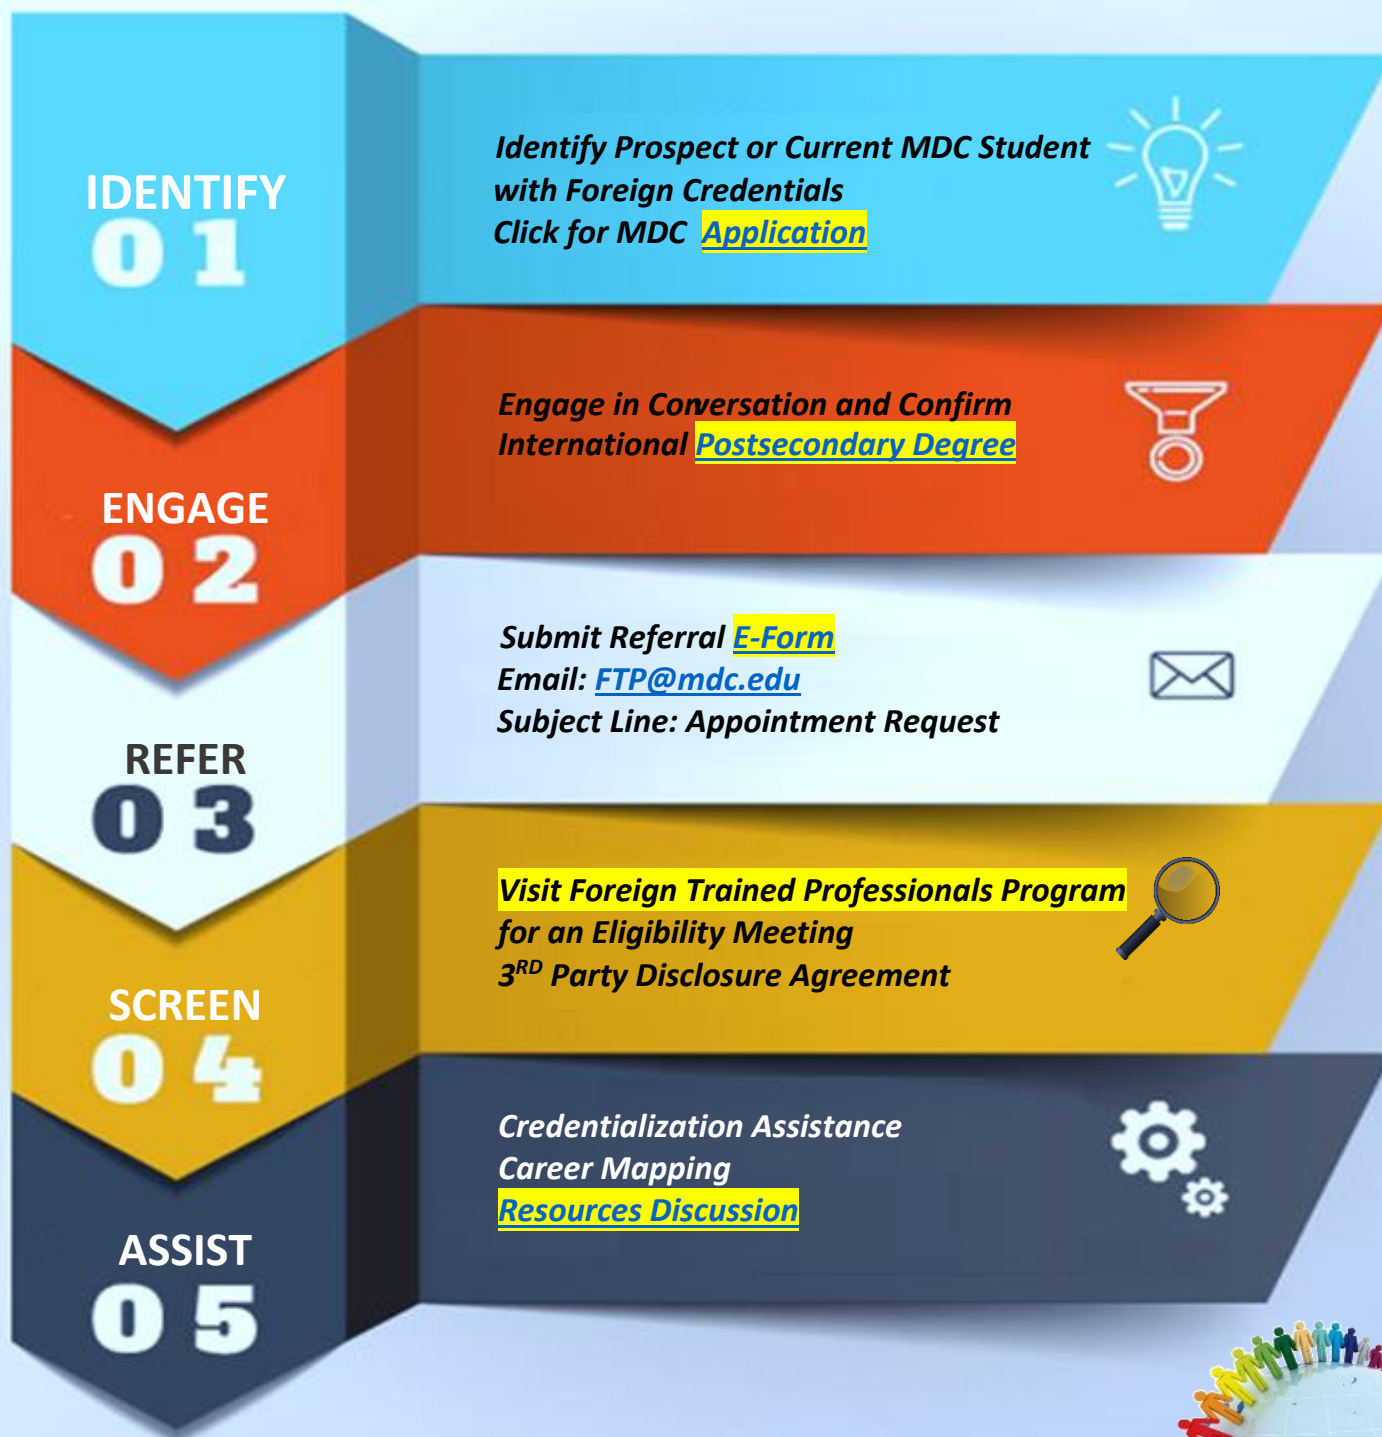 IDENTIFY
01
Identify Prospect or Current MDC Student
with Foreign Credentials
Click for MDC Application
ENGAGE
02
Engage in Conversation and Confirm
International Postsecondary Degree
REFER
03
Submit Referral E-Form
Email: FTP@mdc.edu
Subject Line: Appointment Request
SCREEN
04
Visit Foreign Trained Professionals Program
for an Eligibility Meeting
3RD Party Disclosure Agreement
ASSIST
05
Credentialization Assistance
Career Mapping
Resources Discussion